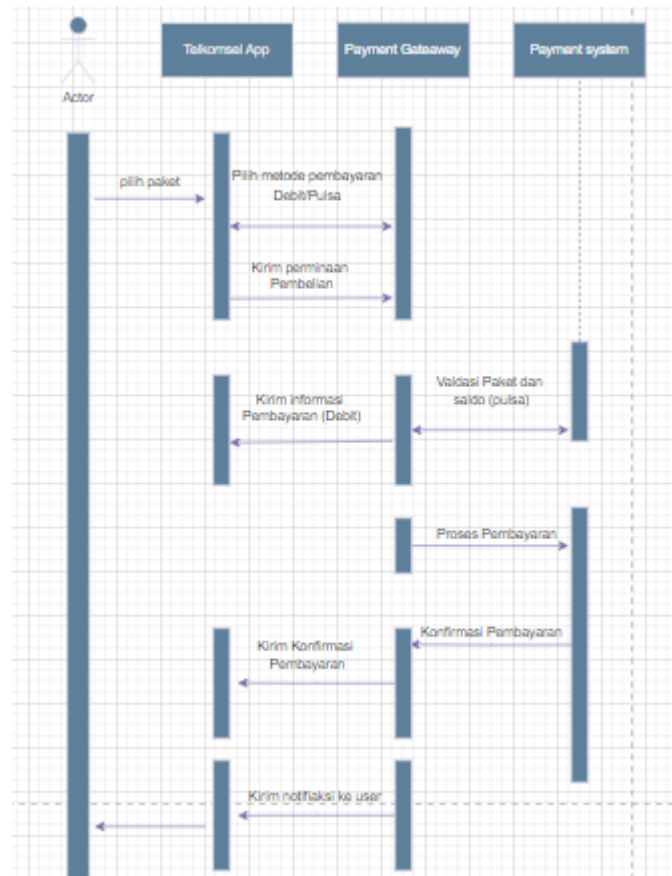 Telkomsel App
Payment Gateaway
Payment system
Actor
pilih paket
Pilih metode pembayaran
Debit/Pulsa
Kirim perminaan
Pembelian
Valdasi Paket dan
saldo (pulsa)
Kirim informasi
Pembayaran (Debit)
Proses Pembayaran
Konfirmasi Pembayaran
Kirim Konfirmasi
Pembayaran
Kirim notifiaksi ke user